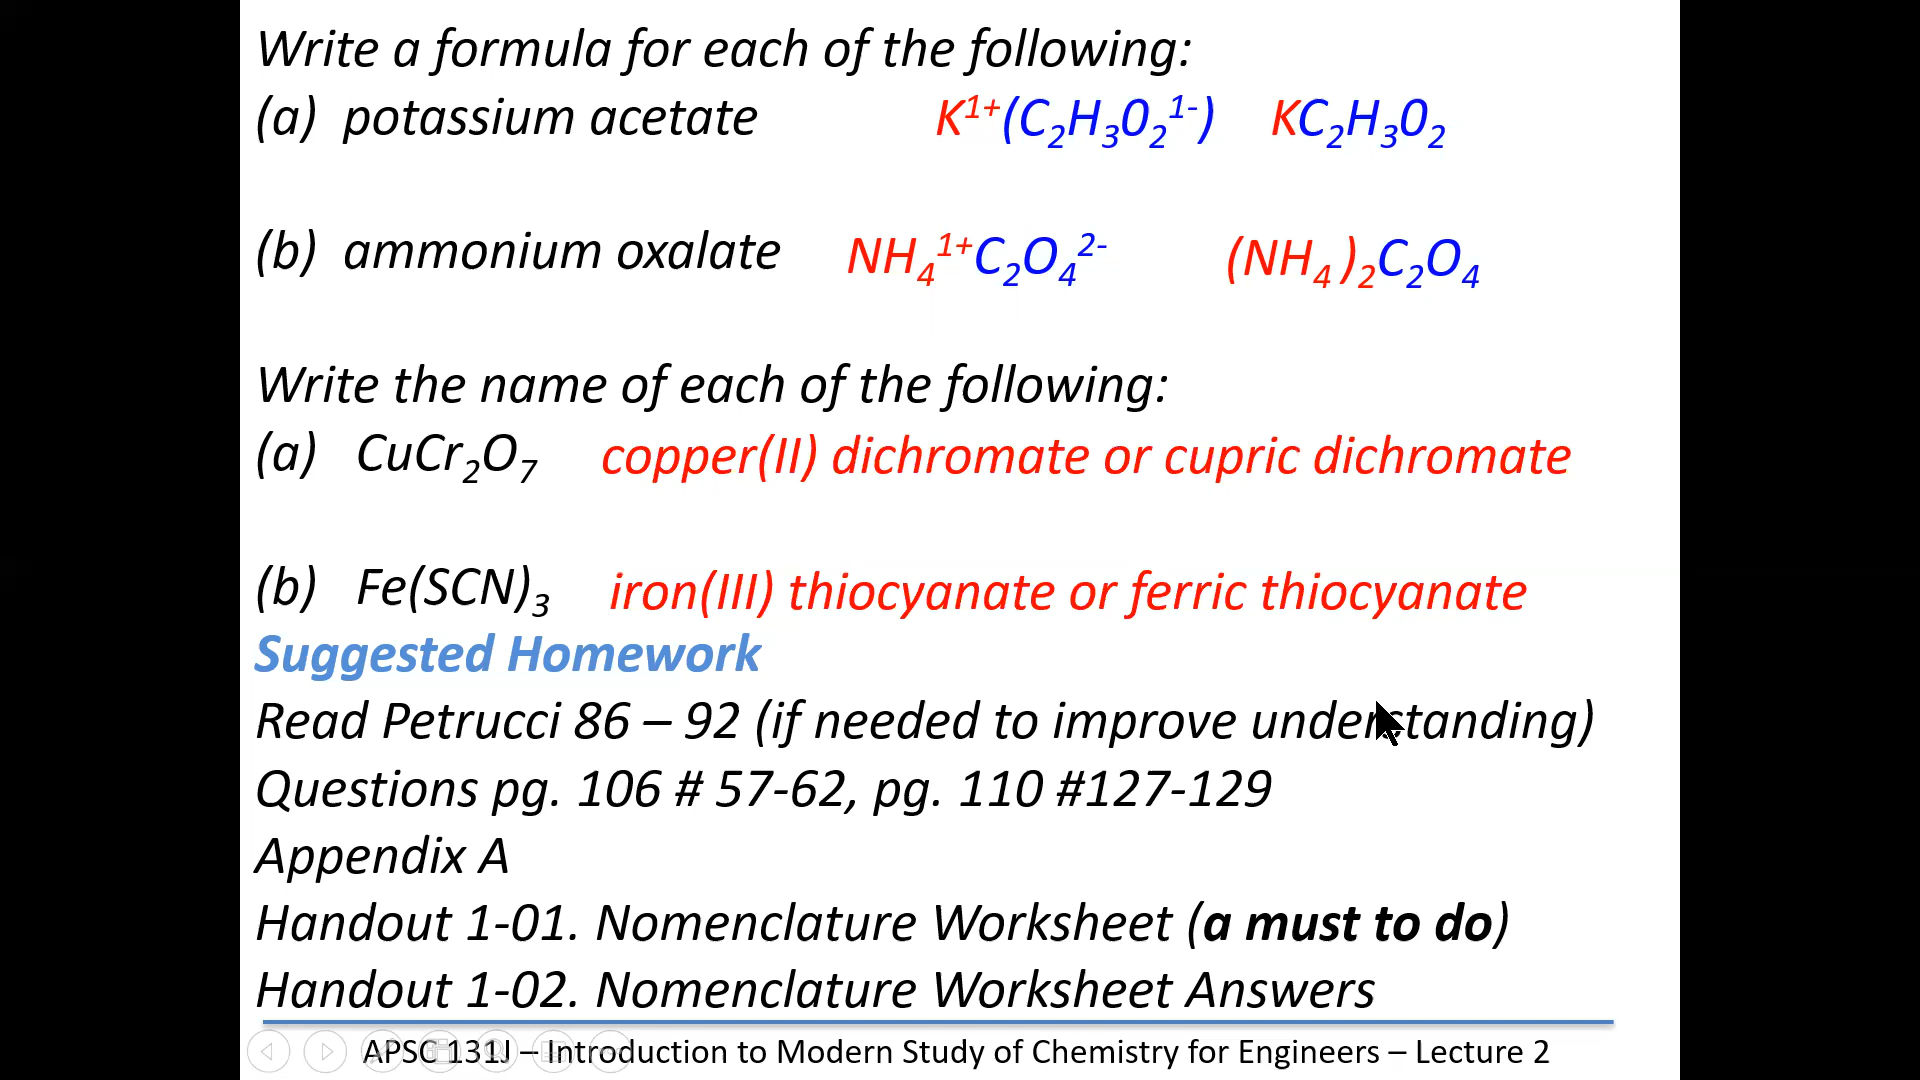 Write a formula for each of the following:
(a) potassium acetate K¹⁺(C₂H₃0₂¹⁻) KC₂H₃0₂
(b) ammonium oxalate NH₄¹⁺C₂O₄²⁻ (NH₄ )₂C₂O₄
Write the name of each of the following:
(a) CuCr₂O₇ copper(II) dichromate or cupric dichromate
(b) Fe(SCN)₃ iron(III) thiocyanate or ferric thiocyanate
Suggested Homework
Read Petrucci 86 – 92 (if needed to improve understanding)
Questions pg. 106 # 57-62, pg. 110 #127-129
Appendix A
Handout 1-01. Nomenclature Worksheet (a must to do)
Handout 1-02. Nomenclature Worksheet Answers
APSC 131J – Introduction to Modern Study of Chemistry for Engineers – Lecture 2